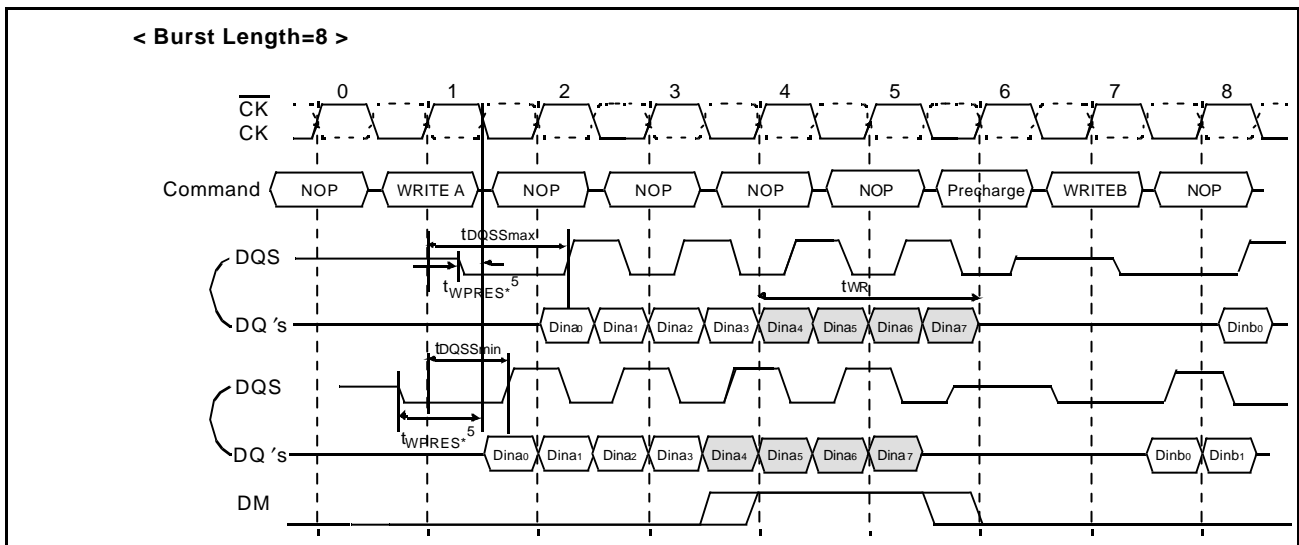 < Burst Length=8 >
0 1 2 3 4 5 6 7 8
CK
CK
Command NOP WRITE A NOP NOP NOP NOP Precharge WRITEB NOP
tDQSSmax
DQS
tWPRES*5
tWR
DQ 's Dina0 Dina1 Dina2 Dina3 Dina4 Dina5 Dina6 Dina7 Dinb0
tDQSSmin
DQS
tWPRES*5
DQ 's Dina0 Dina1 Dina2 Dina3 Dina4 Dina5 Dina6 Dina7 Dinb0 Dinb1
DM